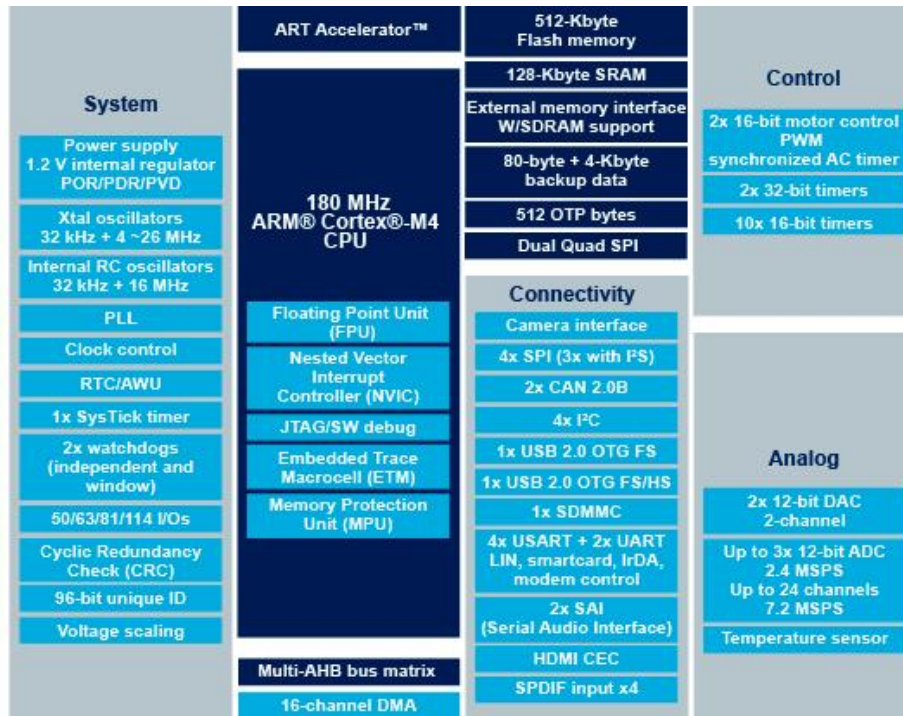 System
Power supply
1.2 V internal regulator
POR/PDR/PVD
Xtal oscillators
32 kHz + 4 ~26 MHz
Internal RC oscillators
32 kHz + 16 MHz
PLL
Clock control
RTC/AWU
1x SysTick timer
2x watchdogs
(independent and
window)
50/63/81/114 I/Os
Cyclic Redundancy
Check (CRC)
96-bit unique ID
Voltage scaling
ART Accelerator™
180 MHz
ARM® Cortex®-M4
CPU
Floating Point Unit
(FPU)
Nested Vector
Interrupt
Controller (NVIC)
JTAG/SW debug
Embedded Trace
Macrocell (ETM)
Memory Protection
Unit (MPU)
Multi-AHB bus matrix
16-channel DMA
512-Kbyte
Flash memory
128-Kbyte SRAM
External memory interface
W/SDRAM support
80-byte + 4-Kbyte
backup data
512 OTP bytes
Dual Quad SPI
Connectivity
Camera interface
4x SPI (3x with I²S)
2x CAN 2.0B
4x I²C
1x USB 2.0 OTG FS
1x USB 2.0 OTG FS/HS
1x SDMMC
4x USART + 2x UART
LIN, smartcard, IrDA,
modem control
2x SAI
(Serial Audio Interface)
HDMI CEC
SPDIF input x4
Control
2x 16-bit motor control
PWM
synchronized AC timer
2x 32-bit timers
10x 16-bit timers
Analog
2x 12-bit DAC
2-channel
Up to 3x 12-bit ADC
2.4 MSPS
Up to 24 channels
7.2 MSPS
Temperature sensor